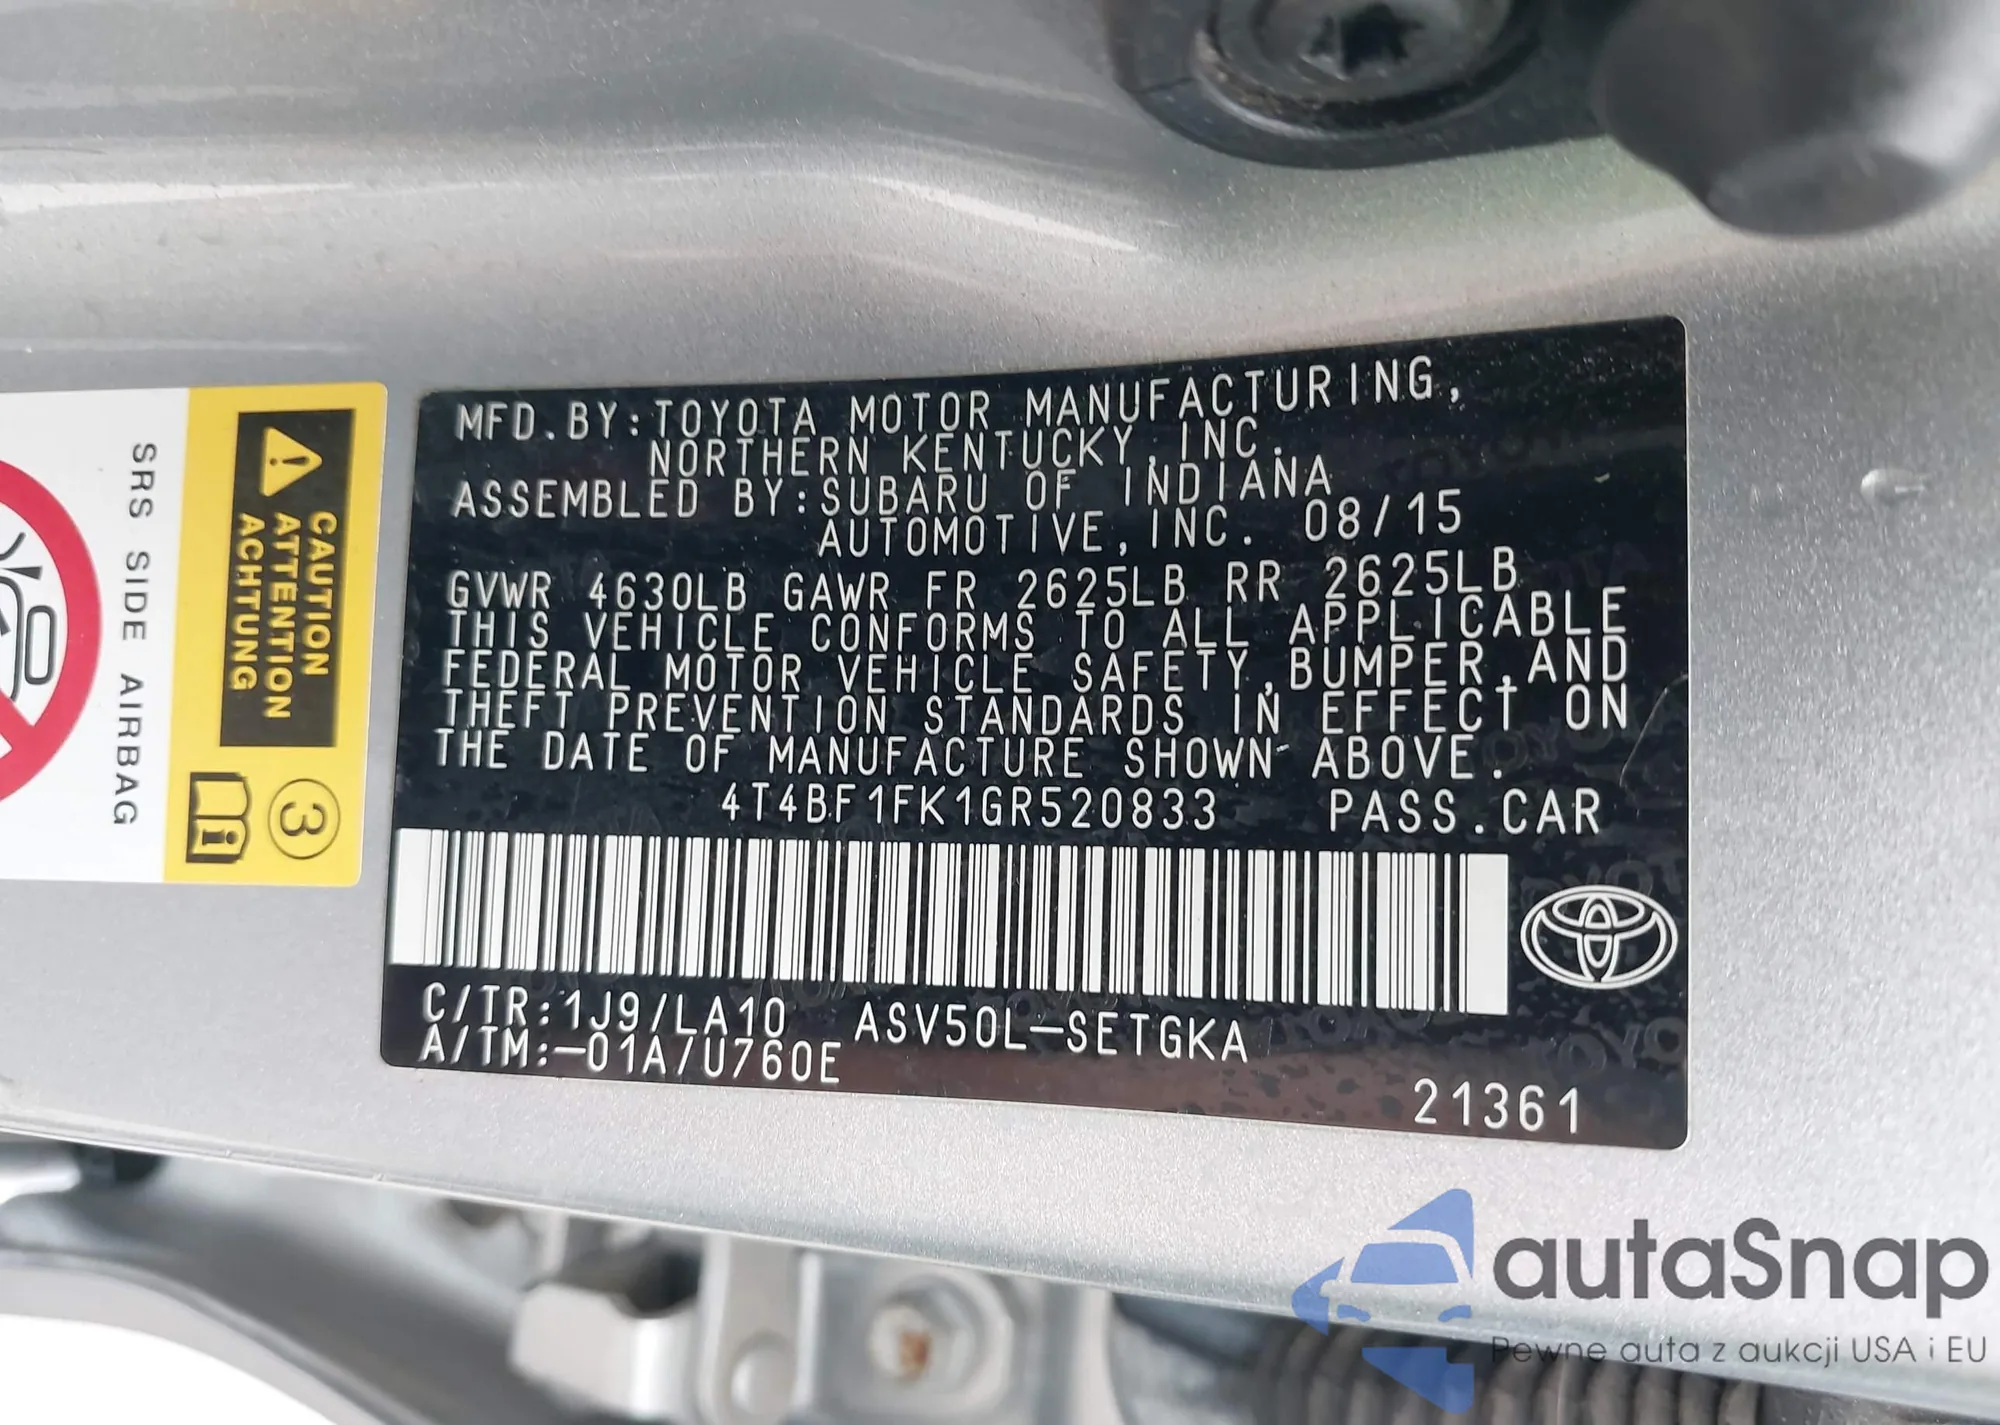 MFD.BY:TOYOTA MOTOR MANUFACTURING,
NORTHERN KENTUCKY,INC.
ASSEMBLED BY:SUBARU OF INDIANA
AUTOMOTIVE,INC. 08/15
GVWR 4630LB GAWR FR 2625LB RR 2625LB
THIS VEHICLE CONFORMS TO ALL APPLICABLE
FEDERAL MOTOR VEHICLE SAFETY,BUMPER,AND
THEFT PREVENTION STANDARDS IN EFFECT ON
THE DATE OF MANUFACTURE SHOWN ABOVE.
4T4BF1FK1GR520833 PASS.CAR
C/TR:1J9/LA10 ASV50L-SETGKA
A/TM:-01A/U760E
21361
CAUTION
ATTENTION
ACHTUNG
3
SRS SIDE AIRBAG
autaSnap
Pewne auta z aukcji USA i EU